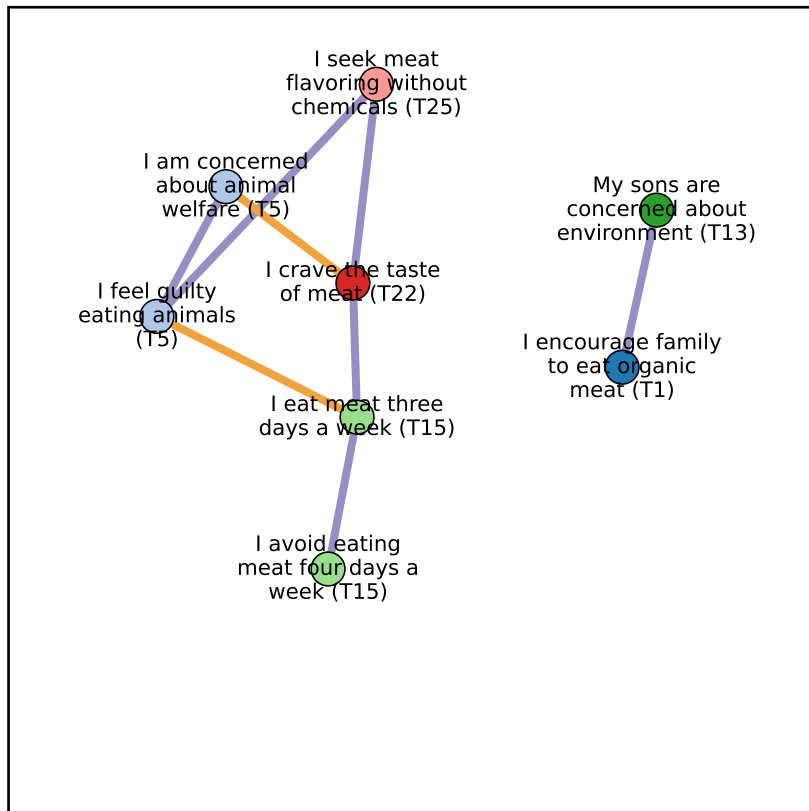 I seek meat
flavoring without
chemicals (T25)
I am concerned
about animal
welfare (T5)
My sons are
concerned about
environment (T13)
I crave the taste
of meat (T22)
I feel guilty
eating animals
(T5)
I encourage family
to eat organic
meat (T1)
I eat meat three
days a week (T15)
I avoid eating
meat four days a
week (T15)